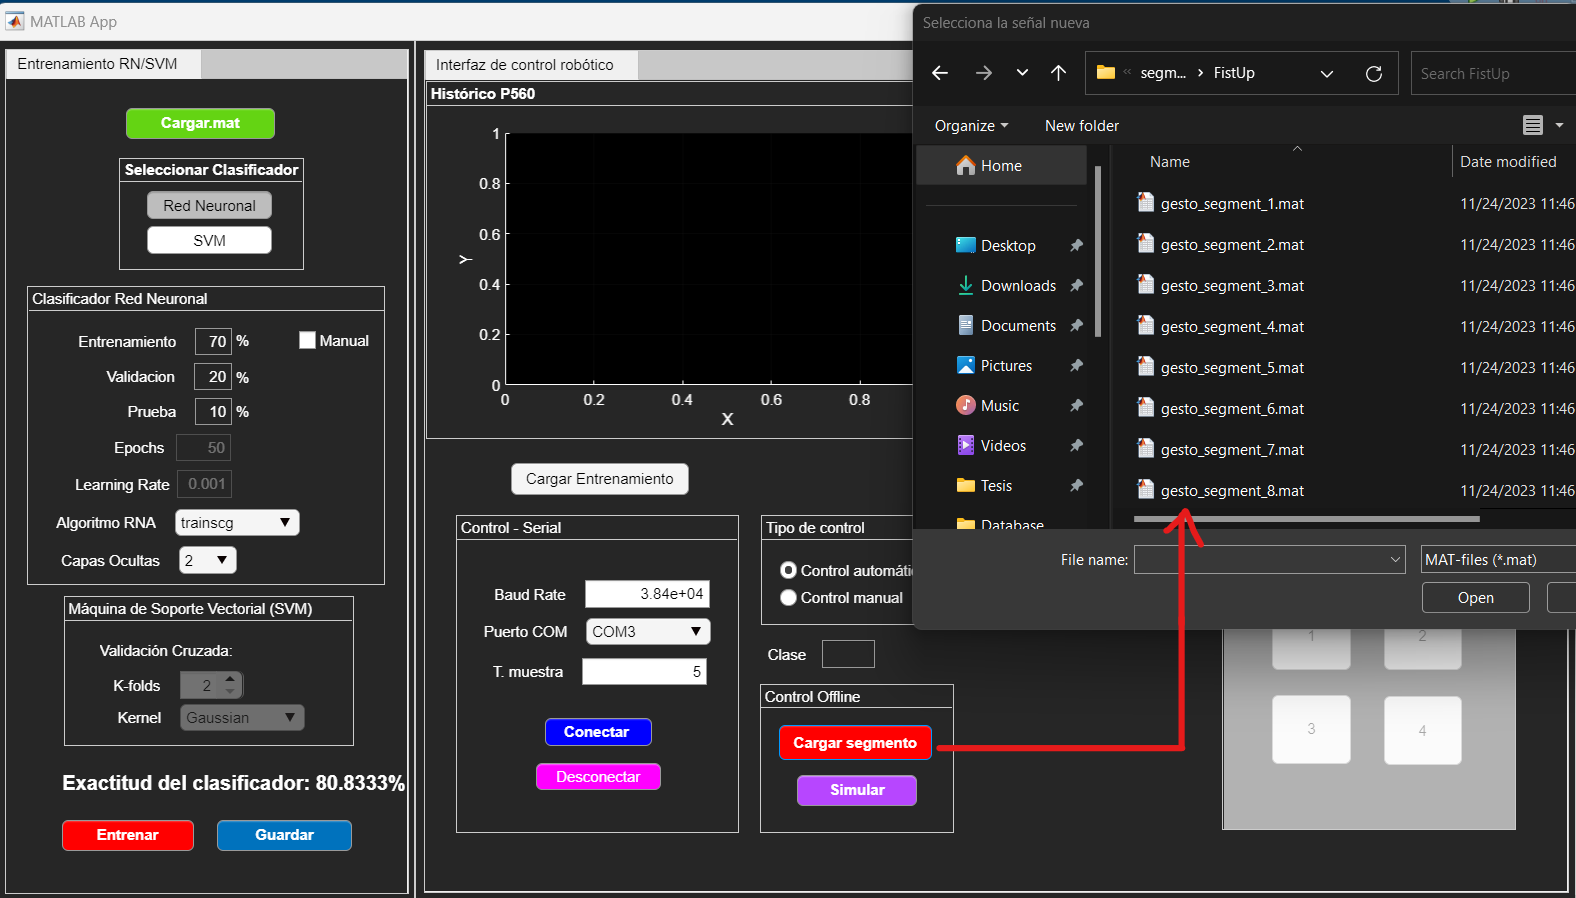 MATLAB App
Entrenamiento RN/SVM
Cargar.mat
Seleccionar Clasificador
Red Neuronal
SVM
Clasificador Red Neuronal
Entrenamiento 70 % Manual
Validacion 20 %
Prueba 10 %
Epochs 50
Learning Rate 0.001
Algoritmo RNA trainscg
Capas Ocultas 2
Máquina de Soporte Vectorial (SVM)
Validación Cruzada:
K-folds 2
Kernel Gaussian
Exactitud del clasificador: 80.8333%
Entrenar Guardar
Interfaz de control robótico
Histórico P560
1
0.8
0.6
0.4
0.2
0
Y
0 0.2 0.4 0.6 0.8
X
Cargar Entrenamiento
Control - Serial
Baud Rate 3.84e+04
Puerto COM COM3
T. muestra 5
Conectar
Desconectar
Tipo de control
Control automátic
Control manual
Clase
Control Offline
Cargar segmento
Simular
1 2
3 4
Selecciona la señal nueva
« segm... › FistUp
Search FistUp
Organize New folder
Home
Desktop
Downloads
Documents
Pictures
Music
Videos
Tesis
Database
Name Date modified
gesto_segment_1.mat 11/24/2023 11:46
gesto_segment_2.mat 11/24/2023 11:46
gesto_segment_3.mat 11/24/2023 11:46
gesto_segment_4.mat 11/24/2023 11:46
gesto_segment_5.mat 11/24/2023 11:46
gesto_segment_6.mat 11/24/2023 11:46
gesto_segment_7.mat 11/24/2023 11:46
gesto_segment_8.mat 11/24/2023 11:46
File name: MAT-files (*.mat)
Open